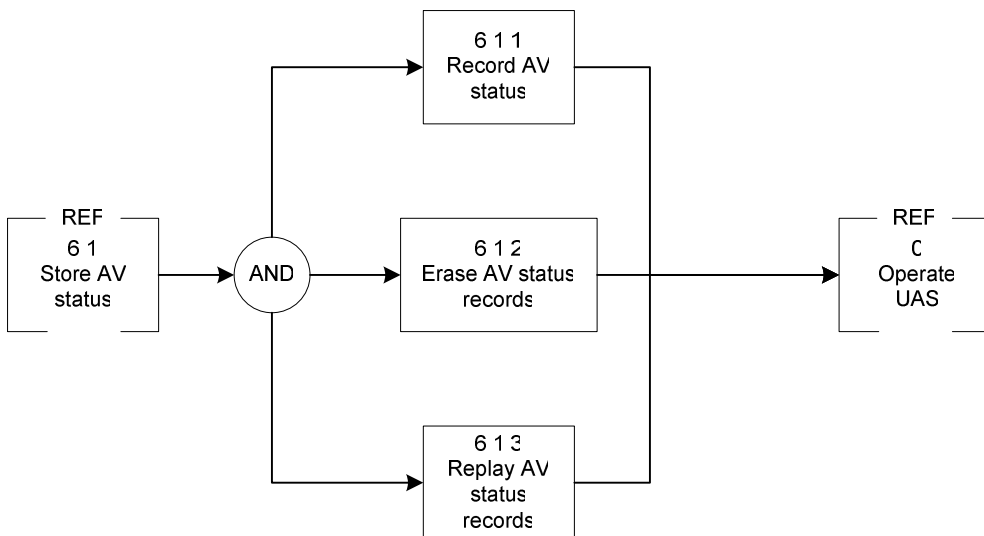 6 1 1
Record AV
status
REF
6 1
Store AV
status
AND
6 1 2
Erase AV status
records
REF
0
Operate
UAS
6 1 3
Replay AV
status
records